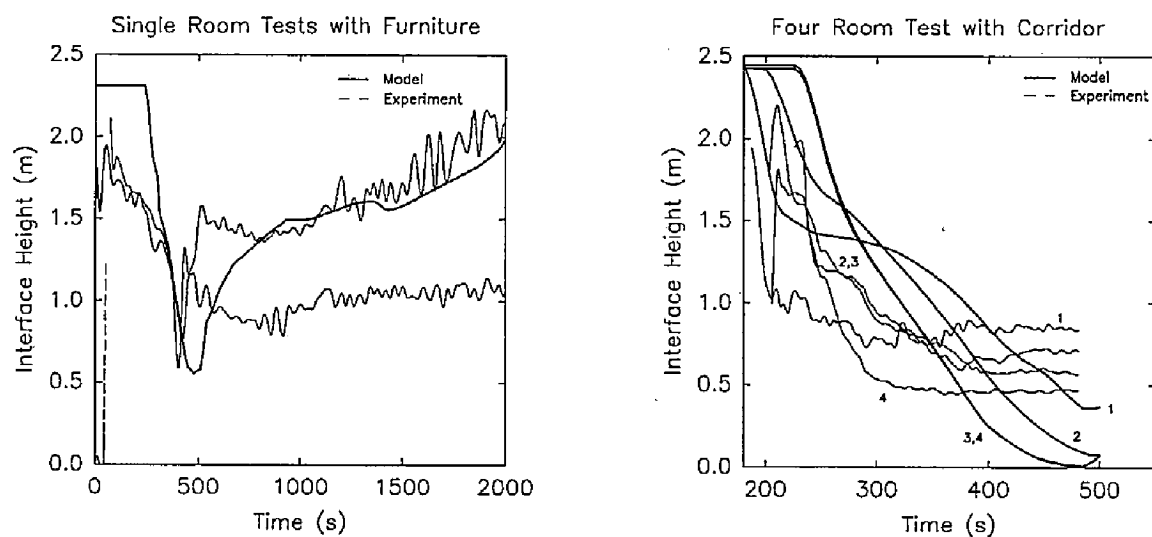 Single Room Tests with Furniture
2.5
2.0
1.5
1.0
0.5
0.0
Interface Height (m)
Model
Experiment
0
500
1000
1500
2000
Time (s)
Four Room Test with Corridor
2.5
2.0
1.5
1.0
0.5
0.0
Interface Height (m)
Model
Experiment
2,3
1
4
1
3,4
2
200
300
400
500
Time (s)